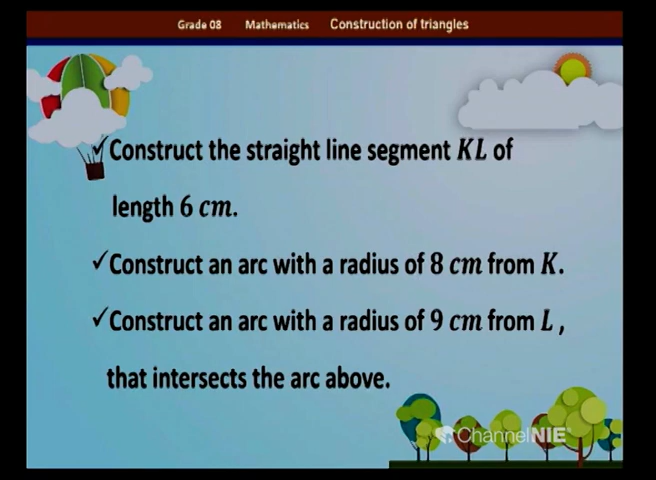 Grade 08 Mathematics Construction of triangles
✓Construct the straight line segment KL of
length 6 cm.
✓Construct an arc with a radius of 8 cm from K.
✓Construct an arc with a radius of 9 cm from L ,
that intersects the arc above.
ChannelNIE